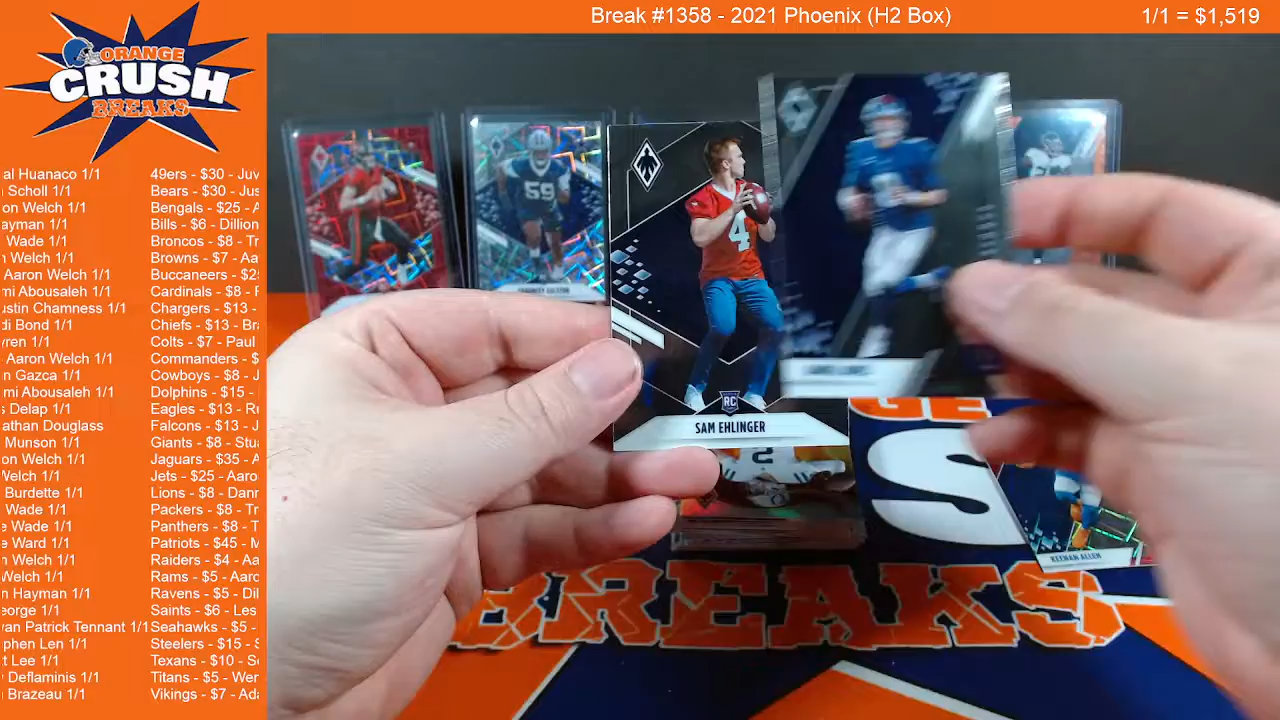 Break #1358 - 2021 Phoenix (H2 Box)
1/1 = $1,519
ORANGE
CRUSH
BREAKS
al Huanaco 1/1
Scholl 1/1
on Welch 1/1
ayman 1/1
Wade 1/1
n Welch 1/1
Aaron Welch 1/1
mi Abousaleh 1/1
ustin Chamness 1/1
di Bond 1/1
rren 1/1
Aaron Welch 1/1
n Gazca 1/1
mi Abousaleh 1/1
s Delap 1/1
athan Douglass
Munson 1/1
on Welch 1/1
Welch 1/1
Burdette 1/1
Wade 1/1
e Wade 1/1
e Ward 1/1
n Welch 1/1
Welch 1/1
n Hayman 1/1
eorge 1/1
van Patrick Tennant 1/1
phen Len 1/1
t Lee 1/1
Deflaminis 1/1
Brazeau 1/1
49ers - $30 - Juv
Bears - $30 - Jus
Bengals - $25 - A
Bills - $6 - Dillion
Broncos - $8 - Tr
Browns - $7 - Aa
Buccaneers - $2
Cardinals - $8 - F
Chargers - $13 -
Chiefs - $13 - Bra
Colts - $7 - Paul
Commanders - $
Cowboys - $8 - J
Dolphins - $15 -
Eagles - $13 - Ru
Falcons - $13 - J
Giants - $8 - Stua
Jaguars - $35 - A
Jets - $25 - Aaro
Lions - $8 - Dann
Packers - $8 - Tr
Panthers - $8 - T
Patriots - $45 - M
Raiders - $4 - Aa
Rams - $5 - Aaro
Ravens - $5 - Dil
Saints - $6 - Les
Seahawks - $5 -
Steelers - $15 - S
Texans - $10 - Se
Titans - $5 - Wer
Vikings - $7 - Ada
59
4
RC
SAM EHLINGER
2
GE
S
KEENAN ALLEN
BREAKS